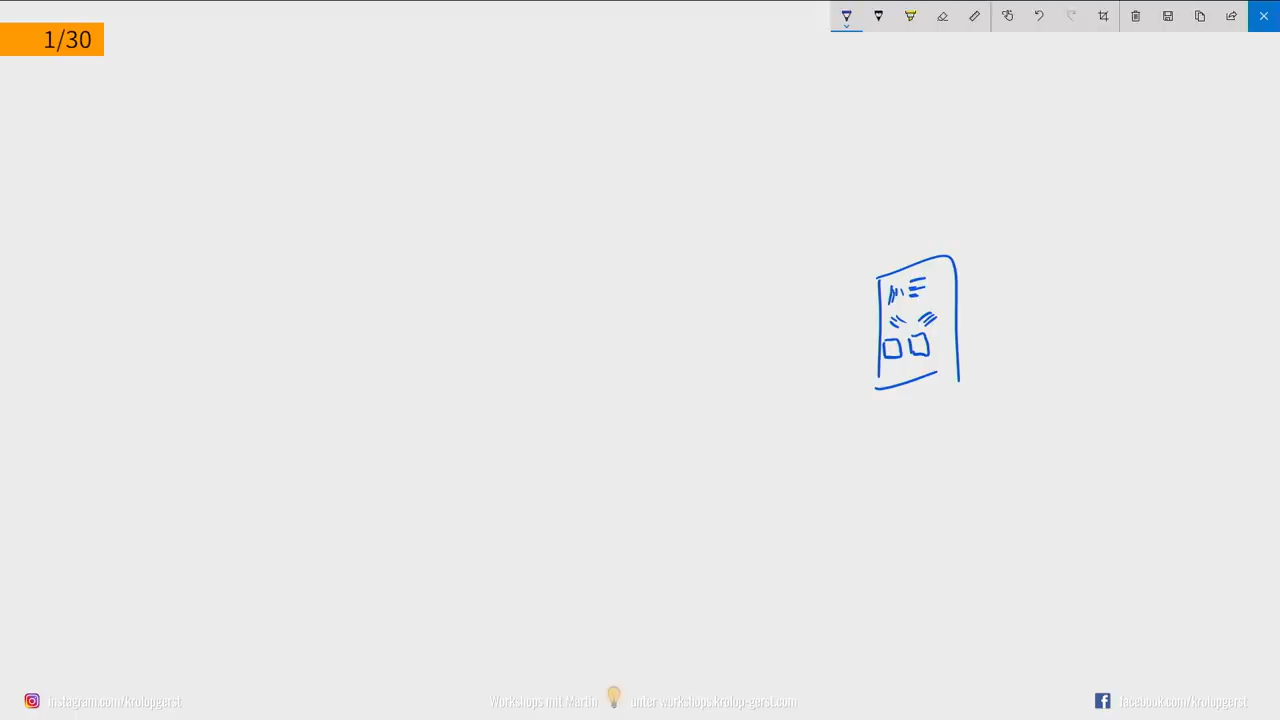 1/30
instagram.com/krolopgerst
Workshops mit Martin unter workshops.krolop-gerst.com
facebook.com/krolopgerst